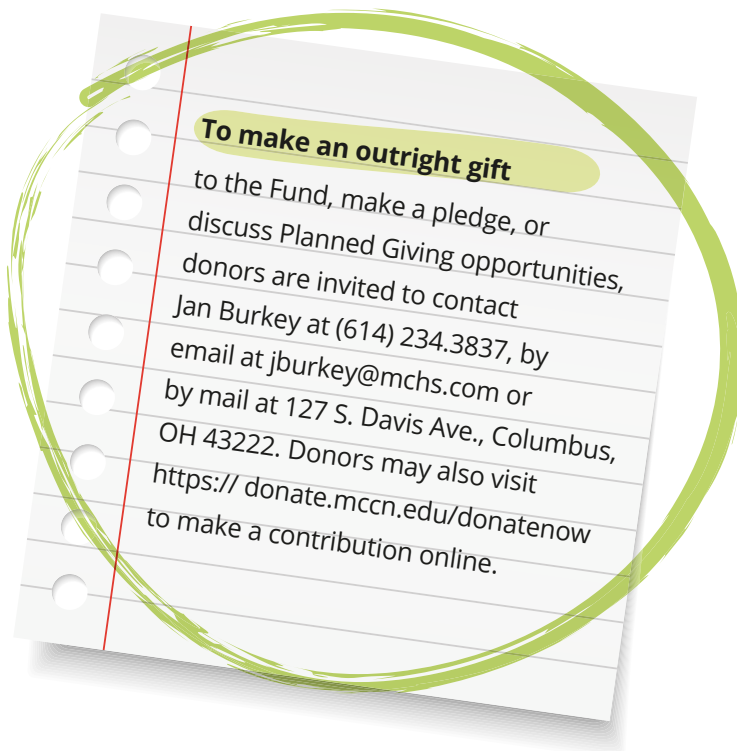 To make an outright gift
to the Fund, make a pledge, or
discuss Planned Giving opportunities,
donors are invited to contact
Jan Burkey at (614) 234.3837, by
email at jburkey@mchs.com or
by mail at 127 S. Davis Ave., Columbus,
OH 43222. Donors may also visit
https:// donate.mccn.edu/donatenow
to make a contribution online.